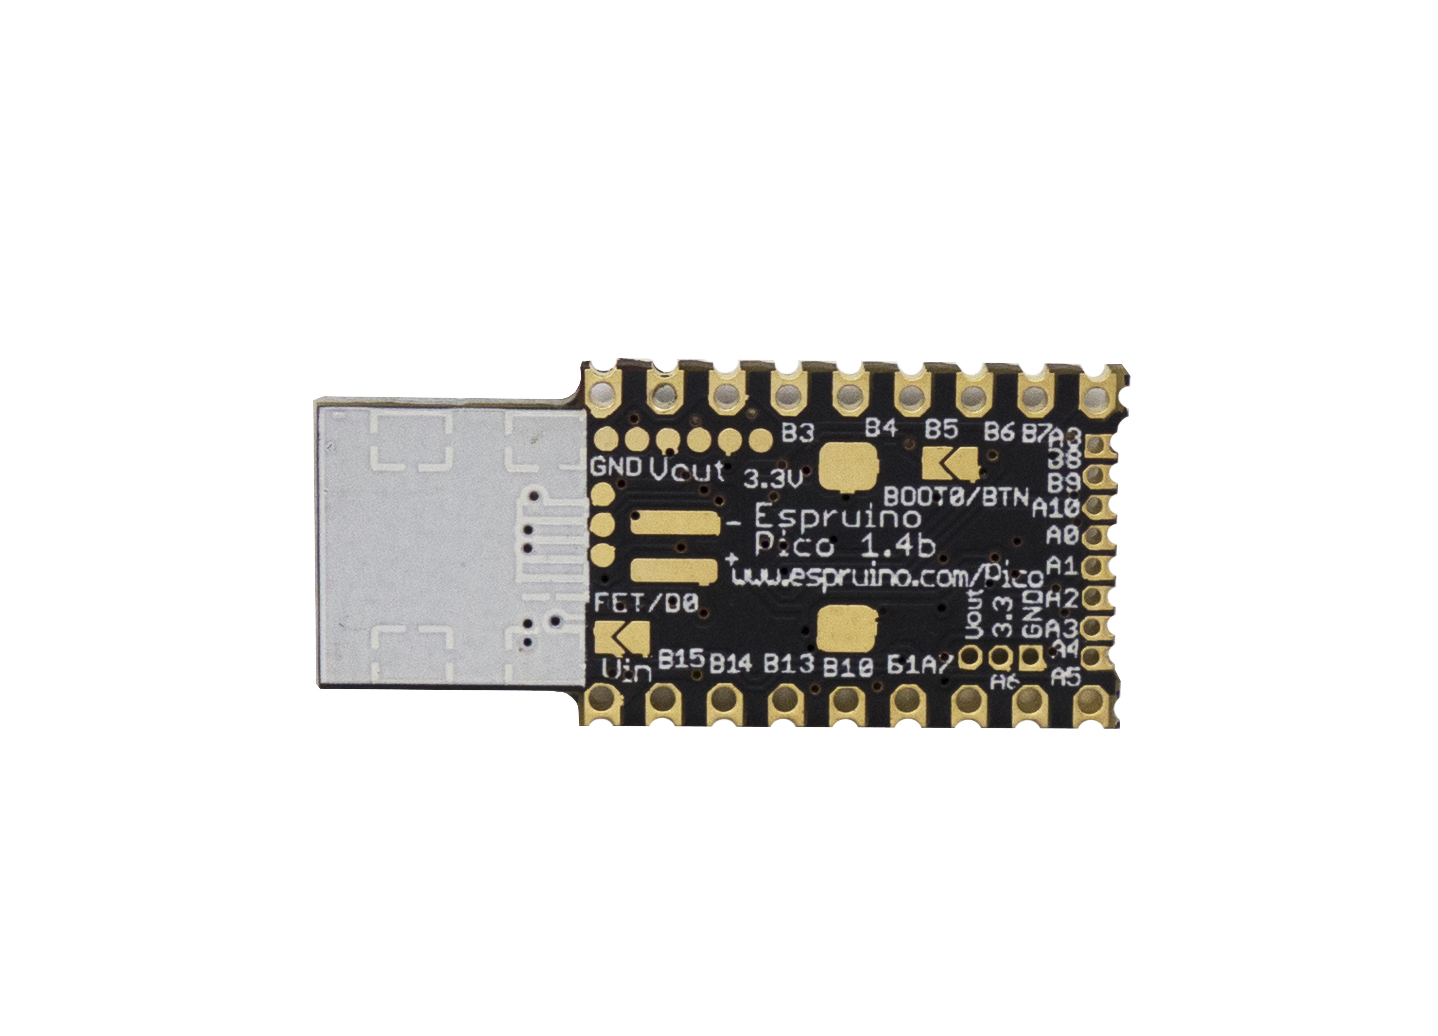 B3 B4 B5 B6 B7 A3
GND Vout 3.3V B8
B9
BOOT0/BTN A10
- Espruino
Pico 1.4b A0
+
www.espruino.com/Pico A1
FET/D0 Vout 3.3 GND A2
A3
Vin B15 B14 B13 B10 B1 A7 A4
A6 A5